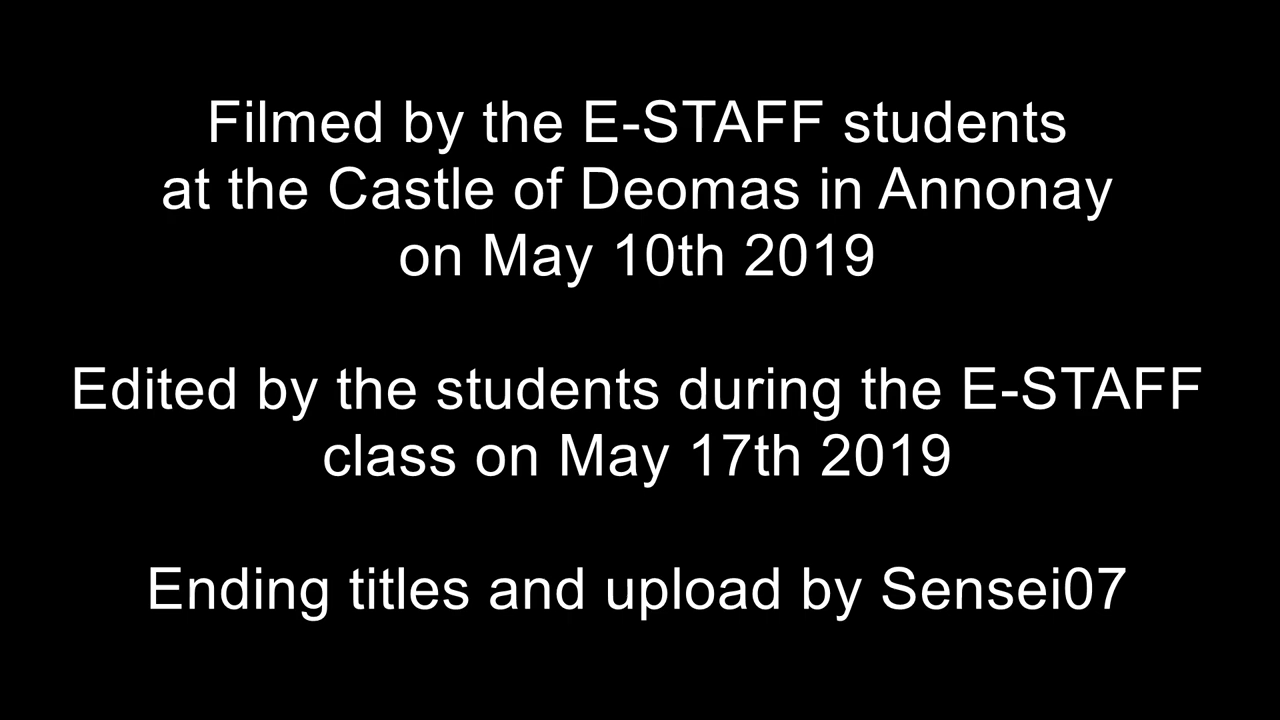 Filmed by the E-STAFF students
at the Castle of Deomas in Annonay
on May 10th 2019
Edited by the students during the E-STAFF
class on May 17th 2019
Ending titles and upload by Sensei07